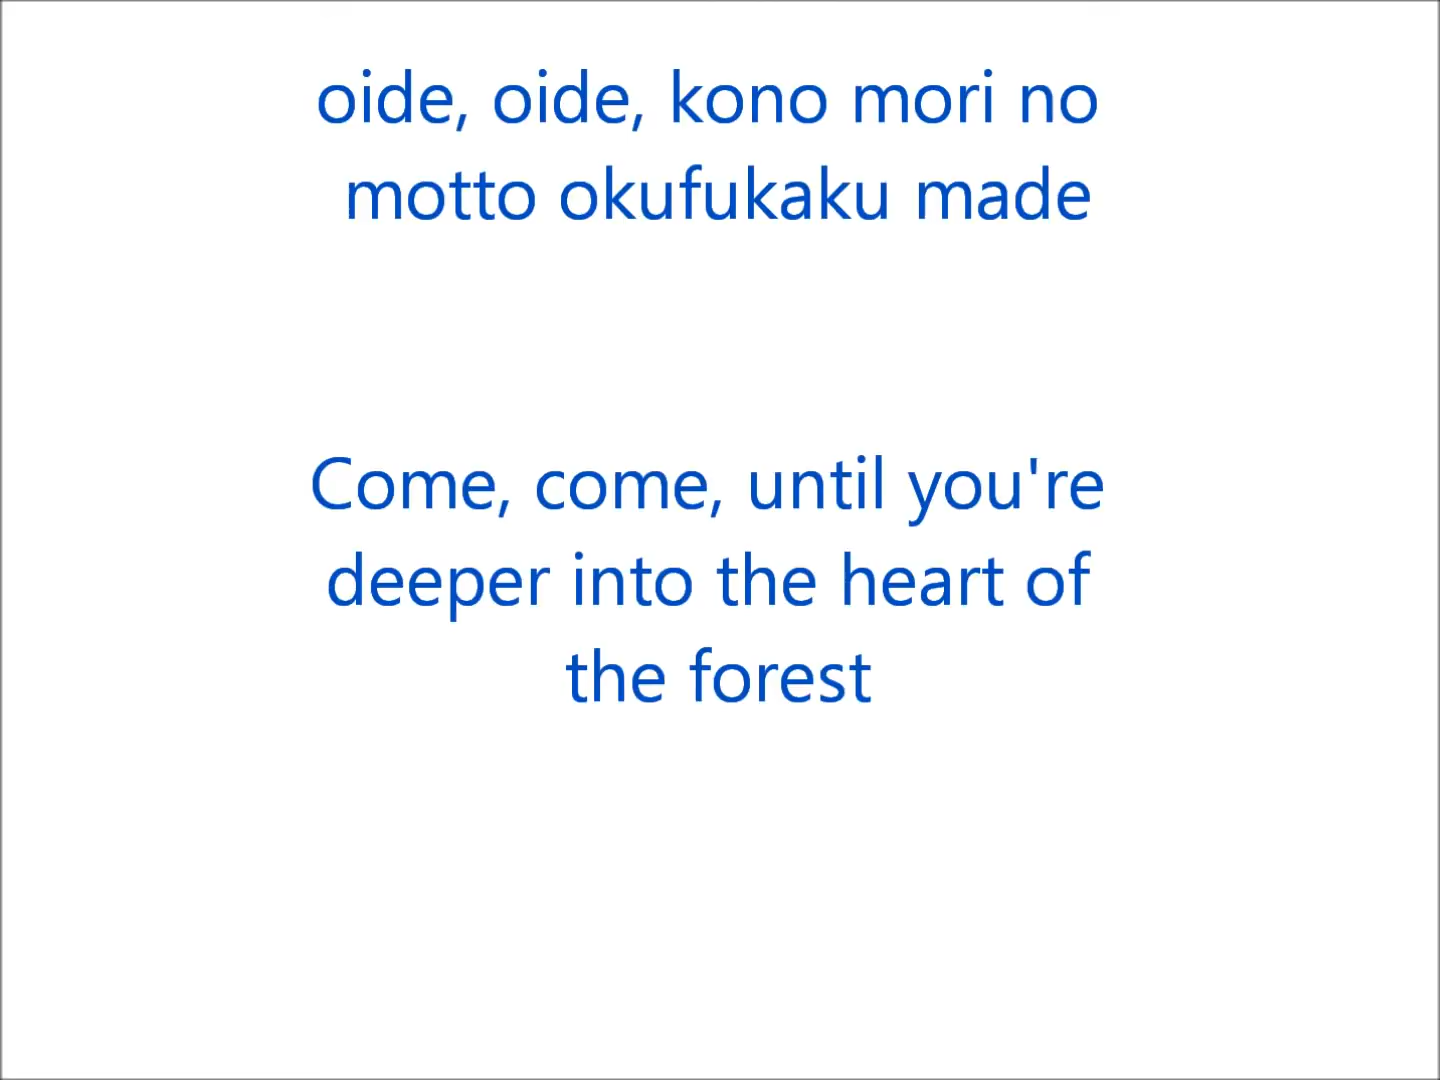 oide, oide, kono mori no
motto okufukaku made
Come, come, until you're
deeper into the heart of
the forest